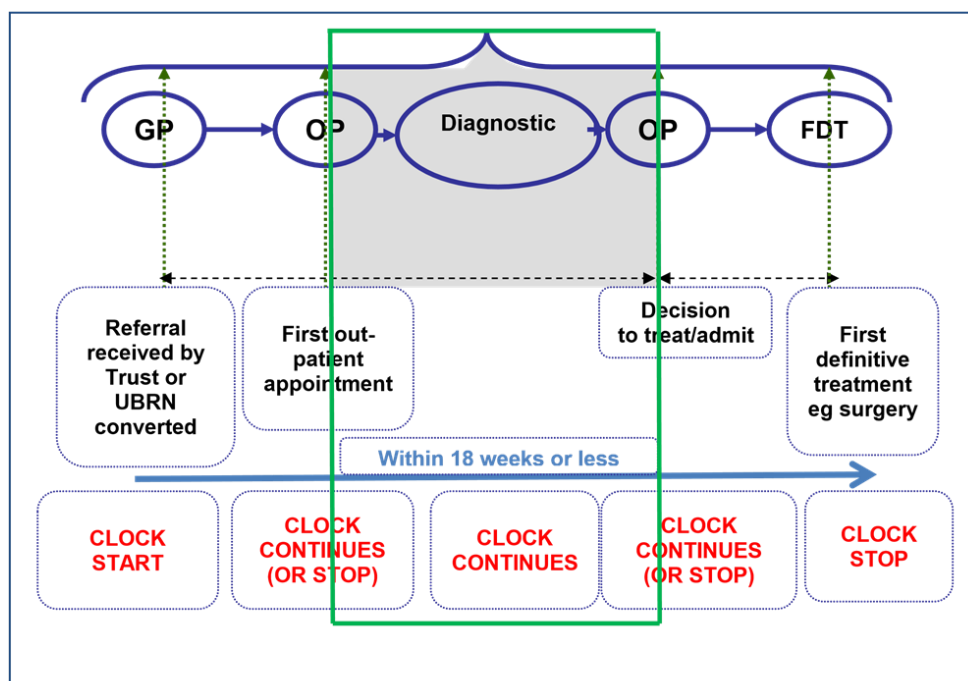 GP
OP
Diagnostic
OP
FDT
Referral
received by
Trust or
UBRN
converted
First out-
patient
appointment
Decision
to treat/admit
First
definitive
treatment
eg surgery
Within 18 weeks or less
CLOCK
START
CLOCK
CONTINUES
(OR STOP)
CLOCK
CONTINUES
CLOCK
CONTINUES
(OR STOP)
CLOCK
STOP